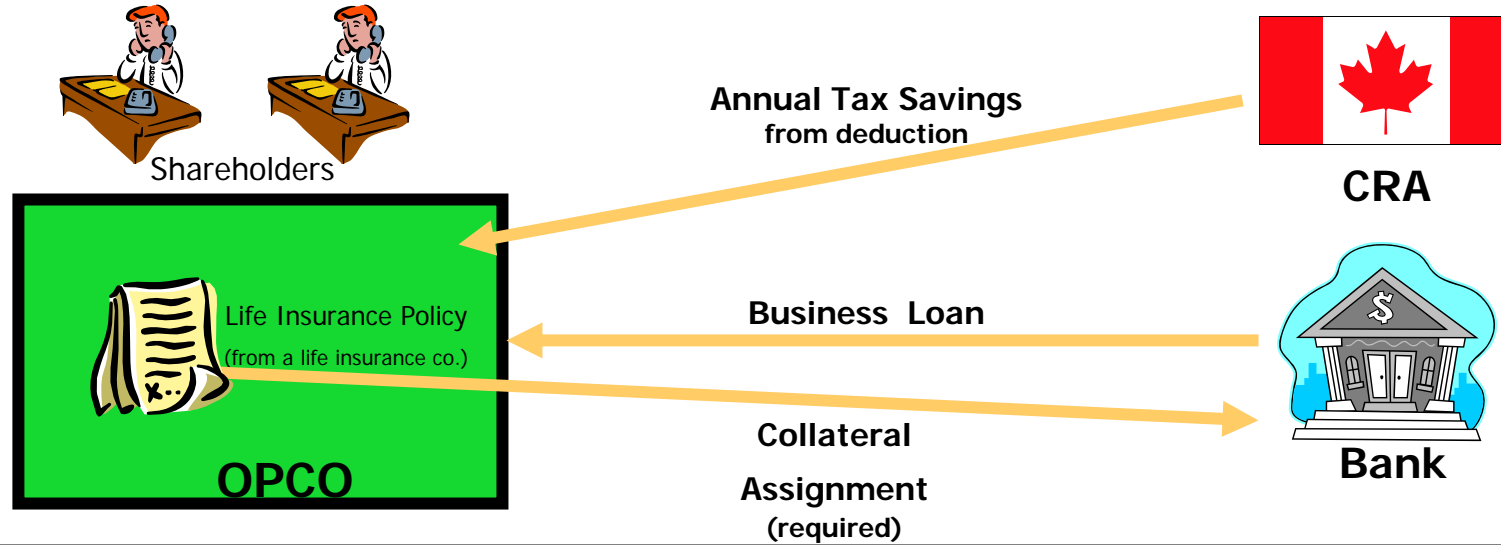 Shareholders
Annual Tax Savings
from deduction
CRA
Life Insurance Policy
(from a life insurance co.)
x..
OPCO
Business Loan
Collateral
Assignment
(required)
$
Bank